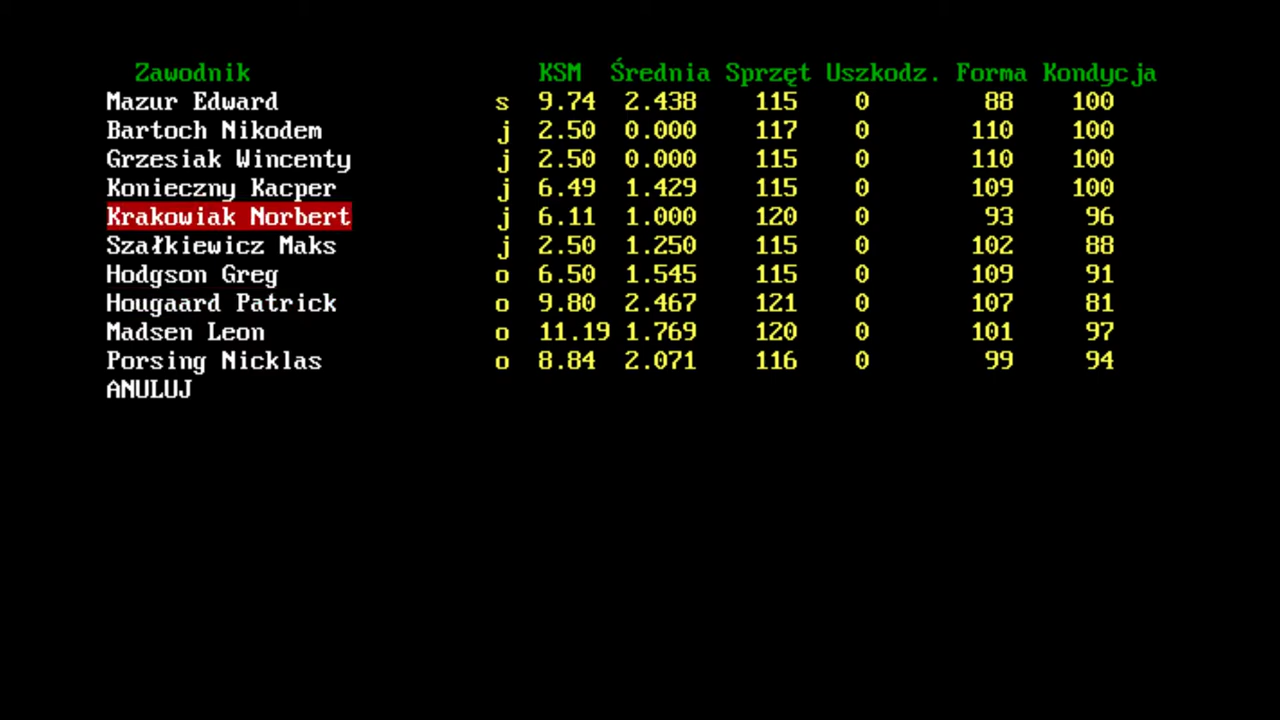 Zawodnik KSM Średnia Sprzęt Uszkodz. Forma Kondycja
Mazur Edward s 9.74 2.438 115 0 88 100
Bartoch Nikodem j 2.50 0.000 117 0 110 100
Grzesiak Wincenty j 2.50 0.000 115 0 110 100
Konieczny Kacper j 6.49 1.429 115 0 109 100
Krakowiak Norbert j 6.11 1.000 120 0 93 96
Szałkiewicz Maks j 2.50 1.250 115 0 102 88
Hodgson Greg o 6.50 1.545 115 0 109 91
Hougaard Patrick o 9.80 2.467 121 0 107 81
Madsen Leon o 11.19 1.769 120 0 101 97
Porsing Nicklas o 8.84 2.071 116 0 99 94
ANULUJ